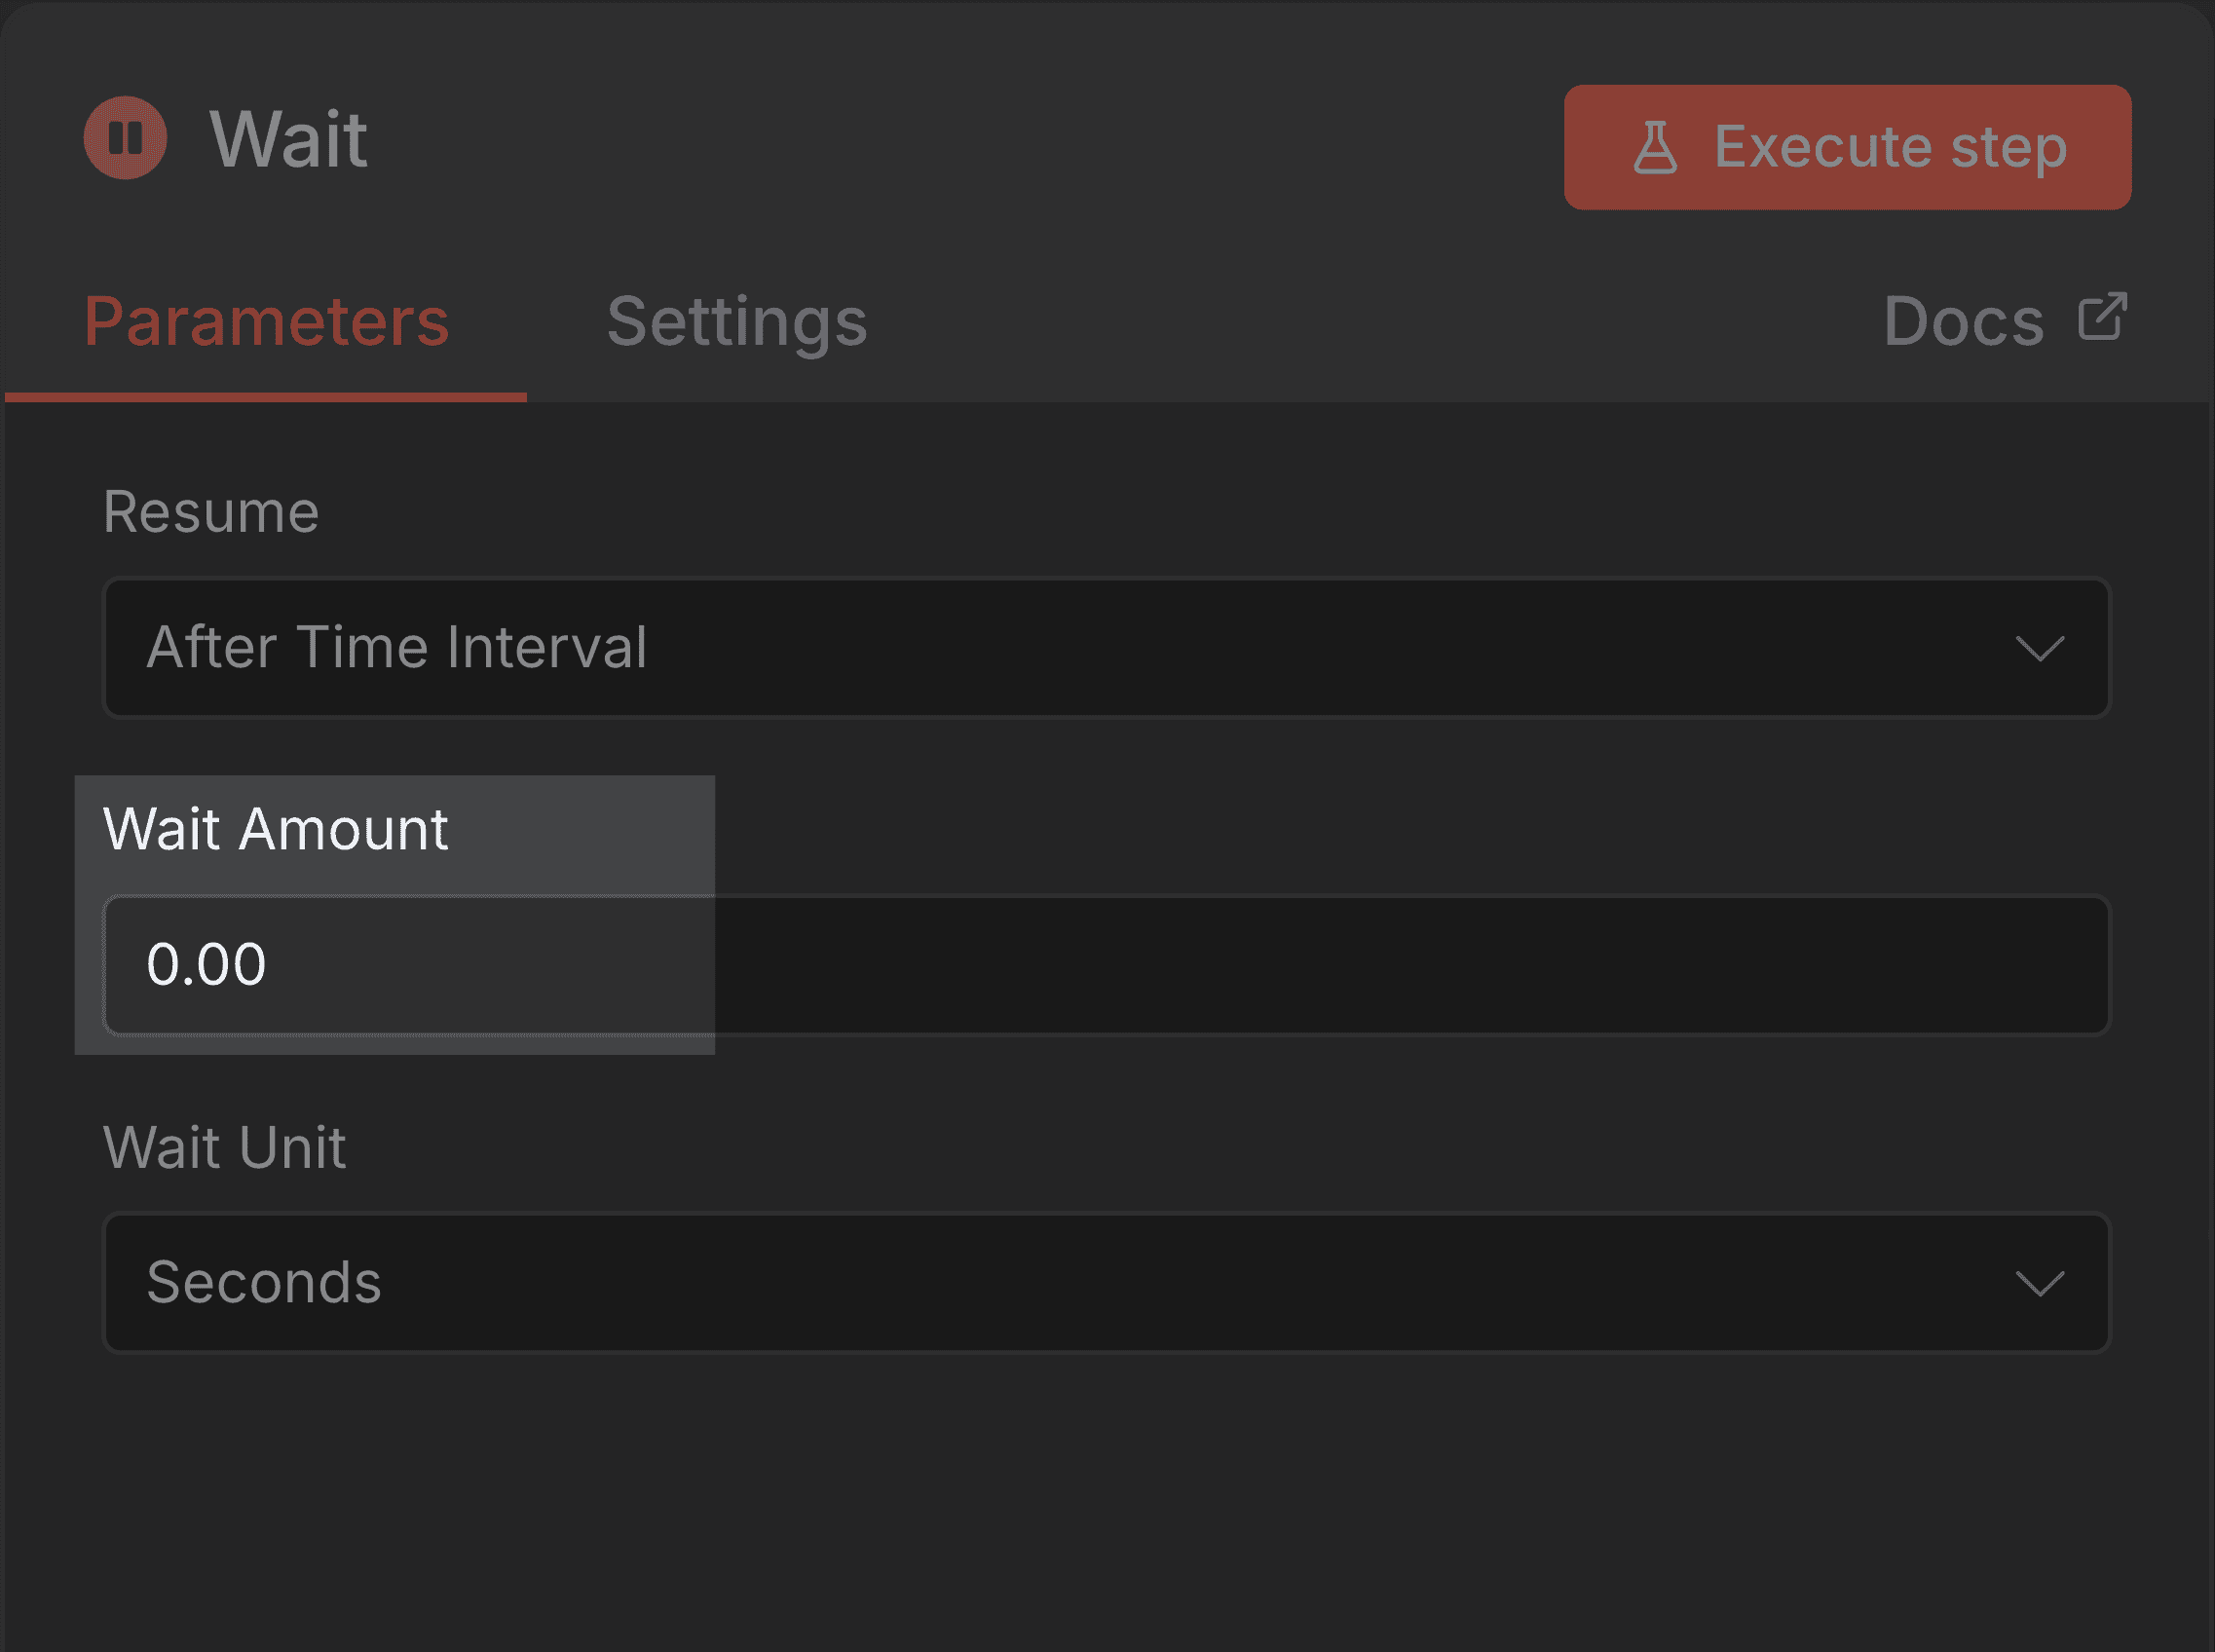 Wait
Execute step
Parameters
Settings
Docs
Resume
After Time Interval
Wait Amount
0.00
Wait Unit
Seconds